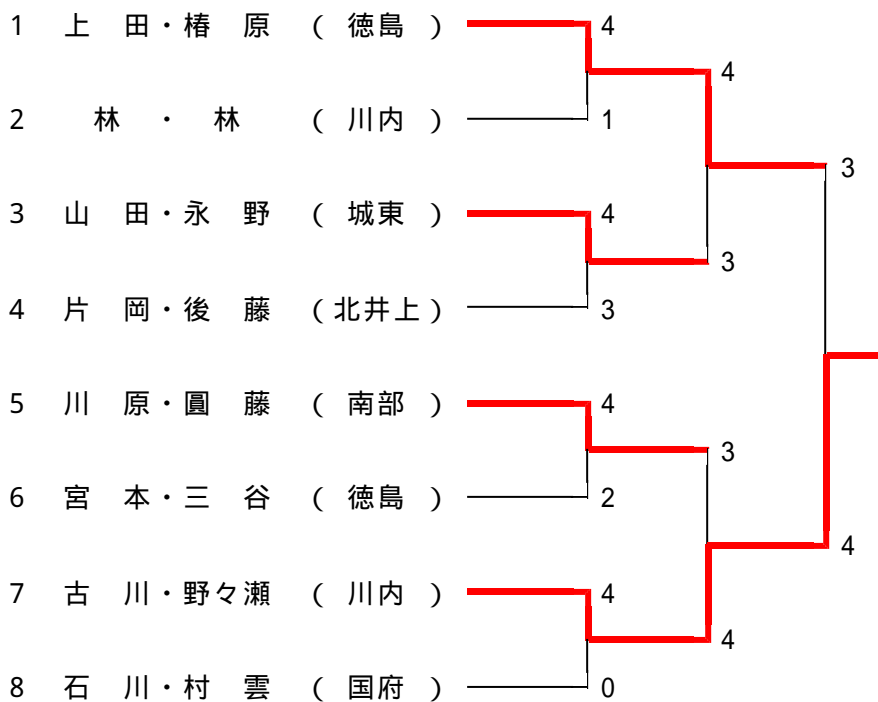 1 上 田・椿 原 ( 徳島 ) 4
4
2 林 ・ 林 ( 川内 ) 1
3
3 山 田・永 野 ( 城東 ) 4
3
4 片 岡・後 藤 (北井上) 3
5 川 原・圓 藤 ( 南部 ) 4
3
6 宮 本・三 谷 ( 徳島 ) 2
4
7 古 川・野々瀬 ( 川内 ) 4
4
8 石 川・村 雲 ( 国府 ) 0